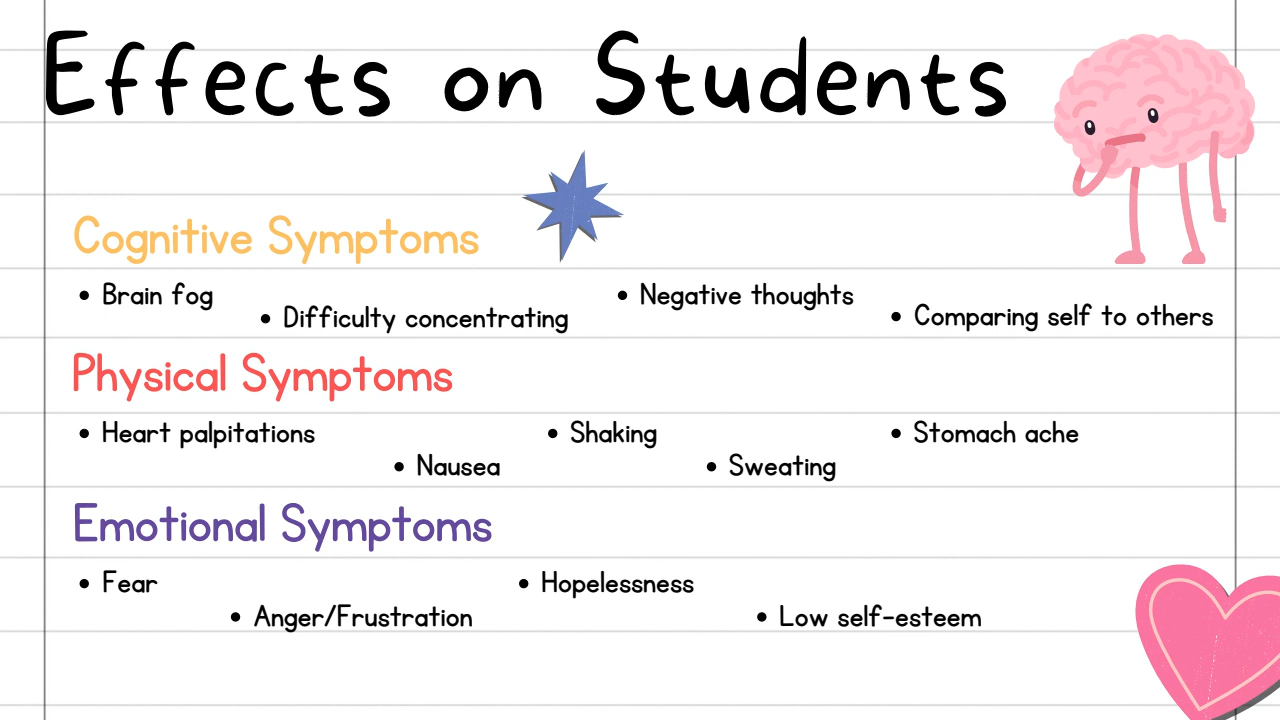 Effects on Students
Cognitive Symptoms
• Brain fog
• Difficulty concentrating
• Negative thoughts
• Comparing self to others
Physical Symptoms
• Heart palpitations
• Nausea
• Shaking
• Sweating
• Stomach ache
Emotional Symptoms
• Fear
• Anger/Frustration
• Hopelessness
• Low self-esteem